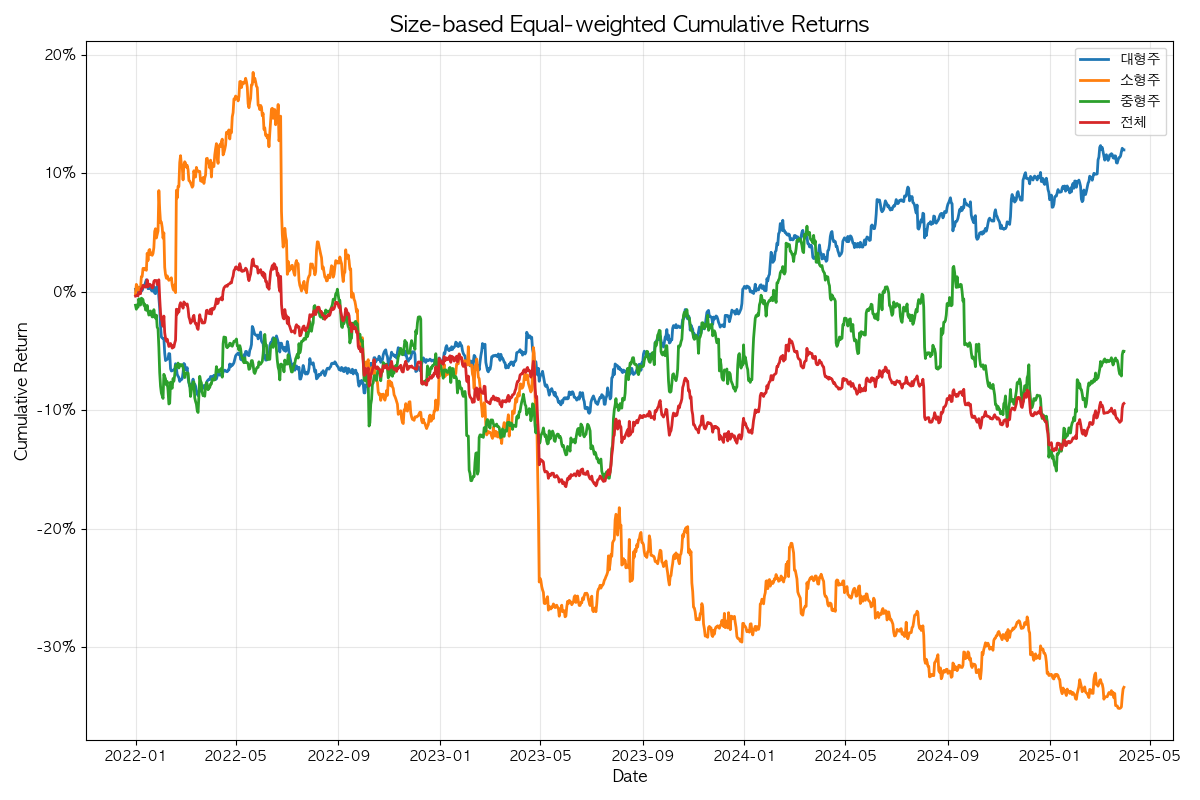 Size-based Equal-weighted Cumulative Returns
대형주
소형주
중형주
전체
20%
10%
0%
-10%
-20%
-30%
Cumulative Return
2022-01
2022-05
2022-09
2023-01
2023-05
2023-09
2024-01
2024-05
2024-09
2025-01
2025-05
Date